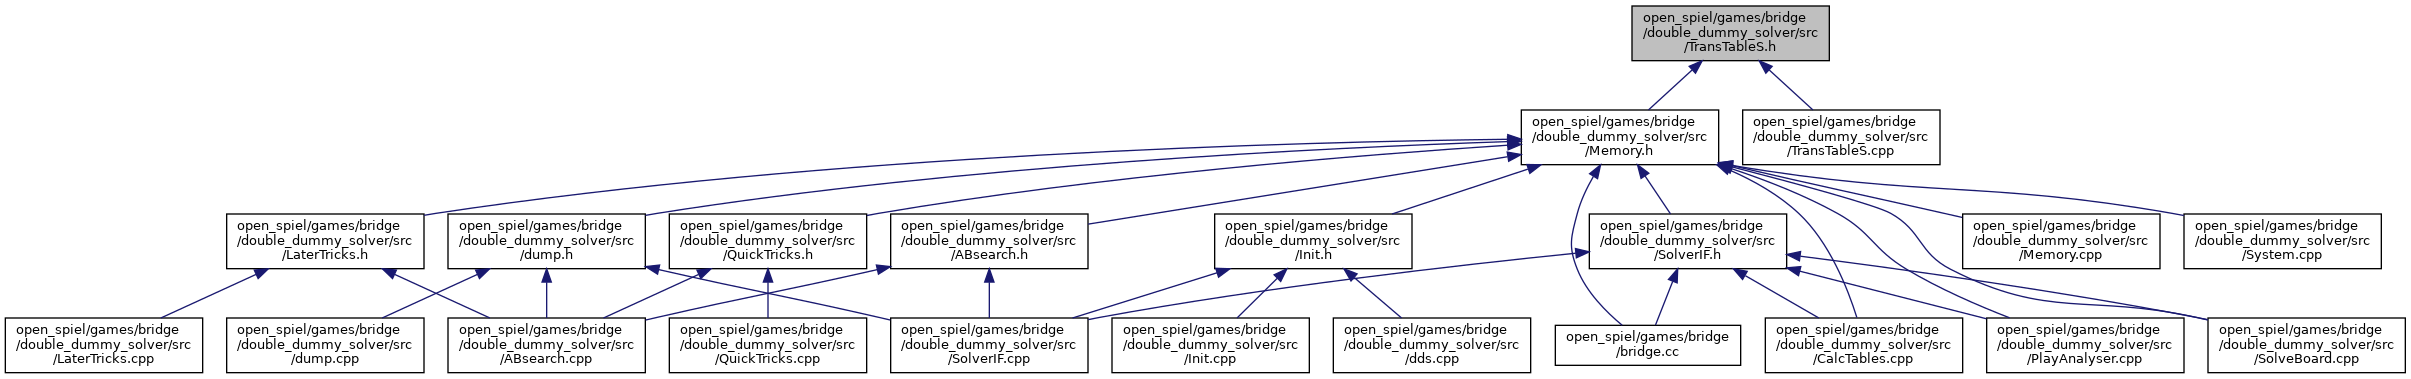 open_spiel/games/bridge
/double_dummy_solver/src
/TransTableS.h
open_spiel/games/bridge
/double_dummy_solver/src
/Memory.h
open_spiel/games/bridge
/double_dummy_solver/src
/TransTableS.cpp
open_spiel/games/bridge
/double_dummy_solver/src
/LaterTricks.h
open_spiel/games/bridge
/double_dummy_solver/src
/dump.h
open_spiel/games/bridge
/double_dummy_solver/src
/QuickTricks.h
open_spiel/games/bridge
/double_dummy_solver/src
/ABsearch.h
open_spiel/games/bridge
/double_dummy_solver/src
/Init.h
open_spiel/games/bridge
/double_dummy_solver/src
/SolverIF.h
open_spiel/games/bridge
/double_dummy_solver/src
/Memory.cpp
open_spiel/games/bridge
/double_dummy_solver/src
/System.cpp
open_spiel/games/bridge
/double_dummy_solver/src
/LaterTricks.cpp
open_spiel/games/bridge
/double_dummy_solver/src
/dump.cpp
open_spiel/games/bridge
/double_dummy_solver/src
/ABsearch.cpp
open_spiel/games/bridge
/double_dummy_solver/src
/QuickTricks.cpp
open_spiel/games/bridge
/double_dummy_solver/src
/SolverIF.cpp
open_spiel/games/bridge
/double_dummy_solver/src
/Init.cpp
open_spiel/games/bridge
/double_dummy_solver/src
/dds.cpp
open_spiel/games/bridge
/bridge.cc
open_spiel/games/bridge
/double_dummy_solver/src
/CalcTables.cpp
open_spiel/games/bridge
/double_dummy_solver/src
/PlayAnalyser.cpp
open_spiel/games/bridge
/double_dummy_solver/src
/SolveBoard.cpp